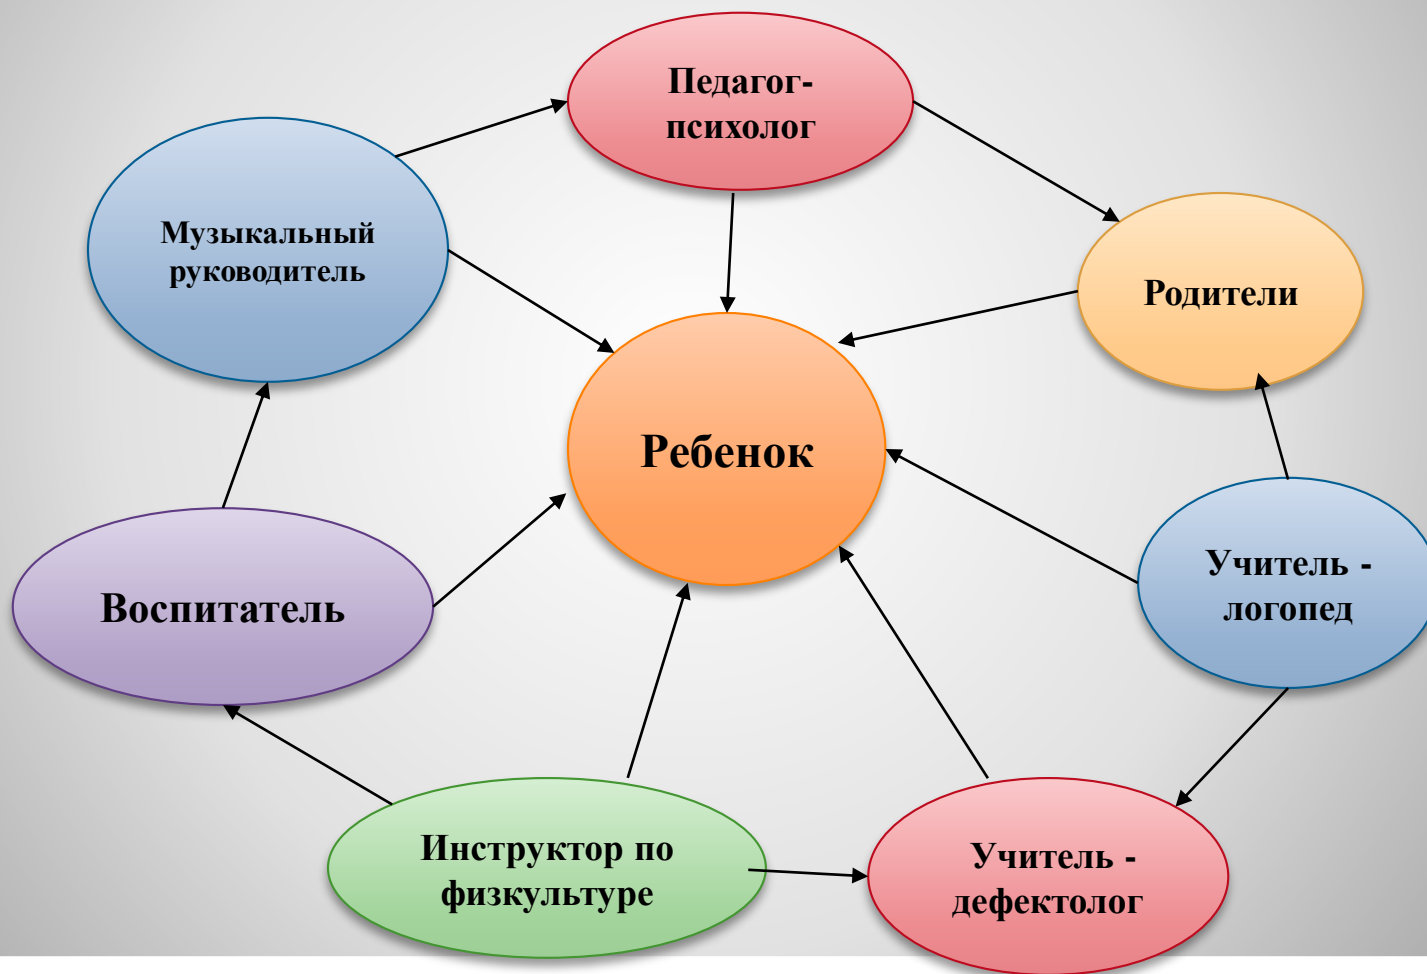 Педагог-
психолог
Музыкальный
руководитель
Родители
Ребенок
Учитель -
логопед
Воспитатель
Инструктор по
физкультуре
Учитель -
дефектолог